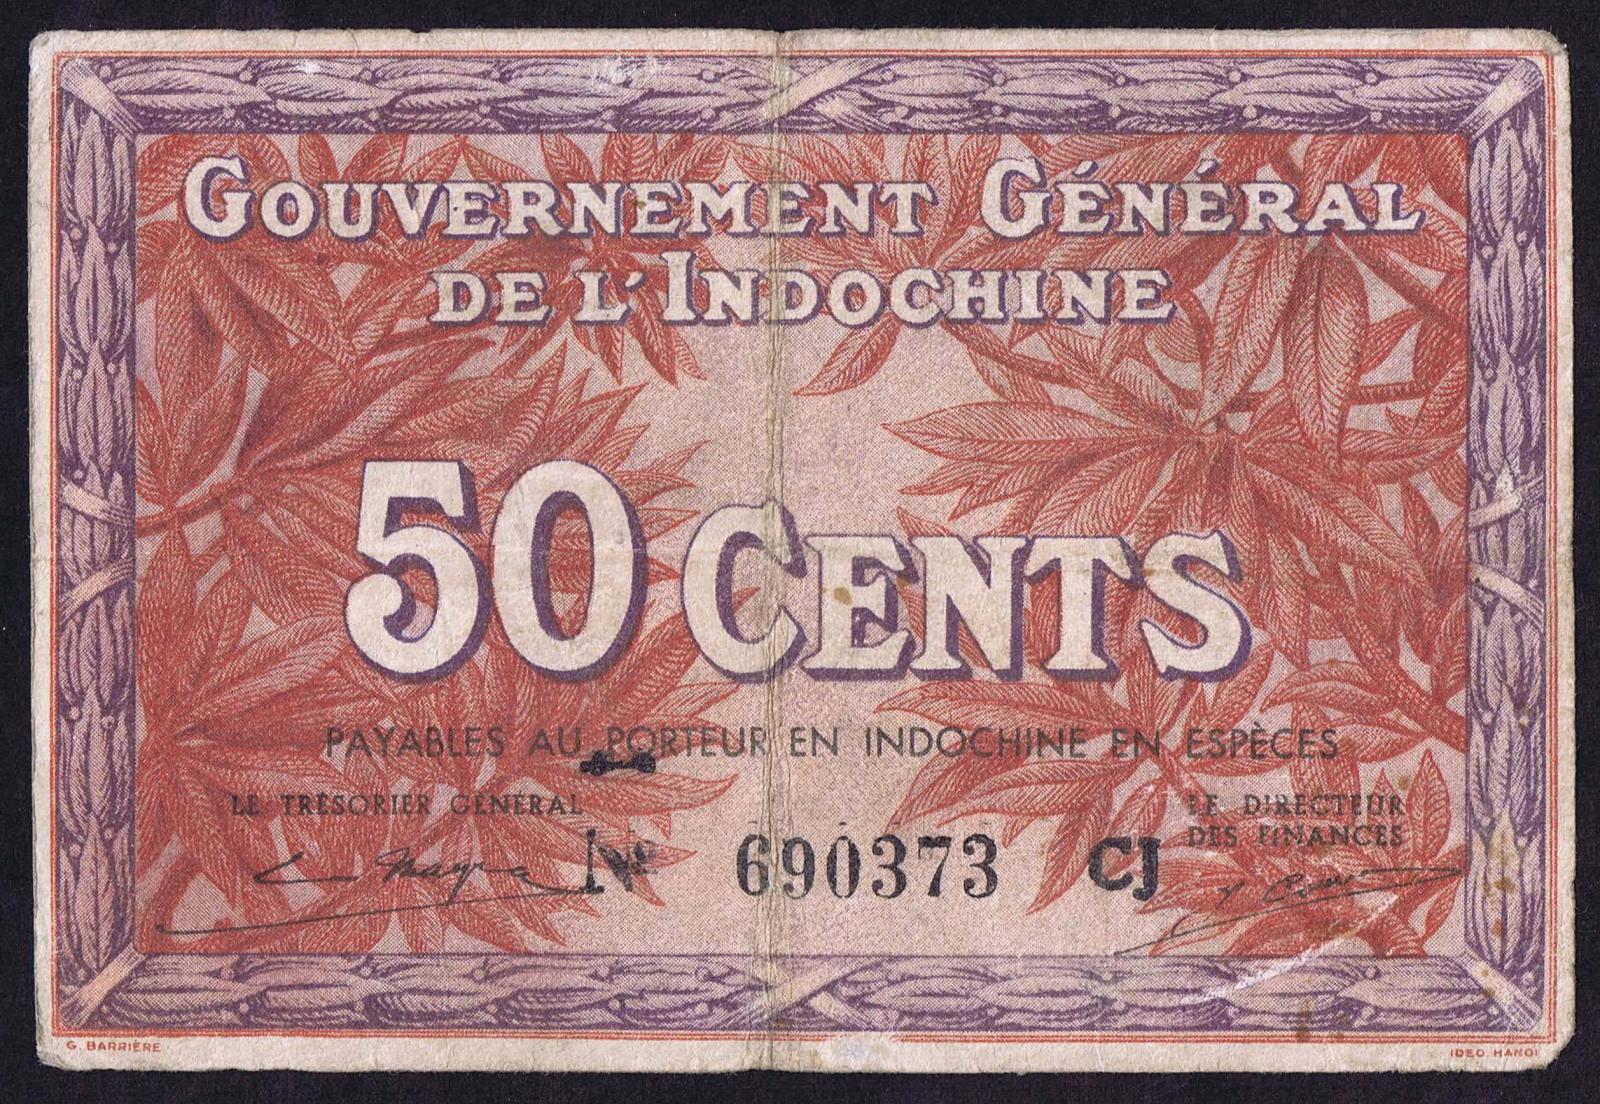 GOUVERNEMENT GÉNÉRAL
DE L'INDOCHINE
50 CENTS
PAYABLES AU PORTEUR EN INDOCHINE EN ESPÈCES
LE TRÉSORIER GÉNÉRAL
LE DIRECTEUR
DES FINANCES
Nº 690373 CJ
G. BARRIÈRE
IDEO. HANOI